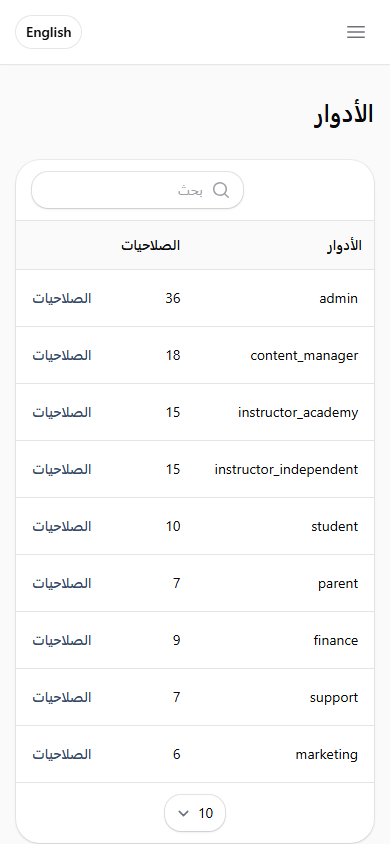 English
الأدوار
بحث
الأدوار الصلاحيات
admin 36 الصلاحيات
content_manager 18 الصلاحيات
instructor_academy 15 الصلاحيات
instructor_independent 15 الصلاحيات
student 10 الصلاحيات
parent 7 الصلاحيات
finance 9 الصلاحيات
support 7 الصلاحيات
marketing 6 الصلاحيات
10